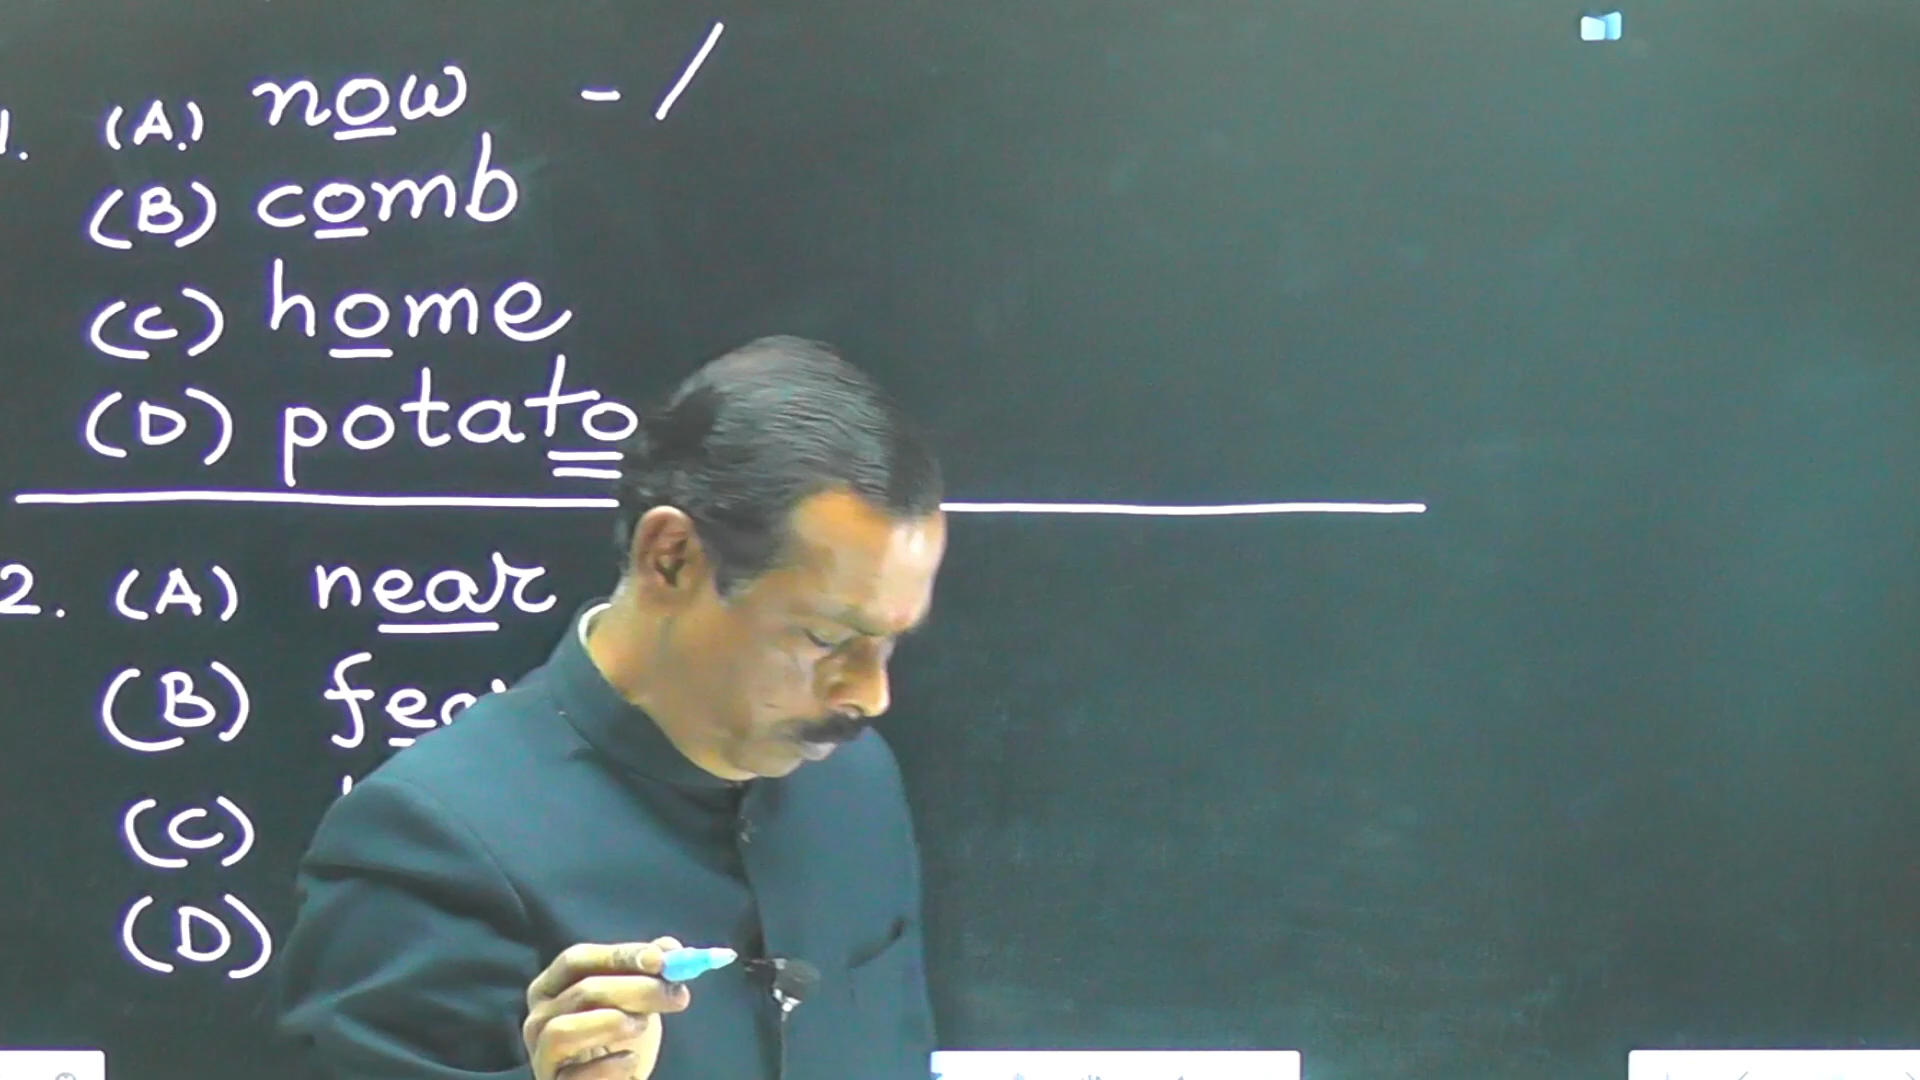 1. (A) now - /
(B) comb
(C) home
(D) potato
2. (A) near
(B)
(C)
(D)